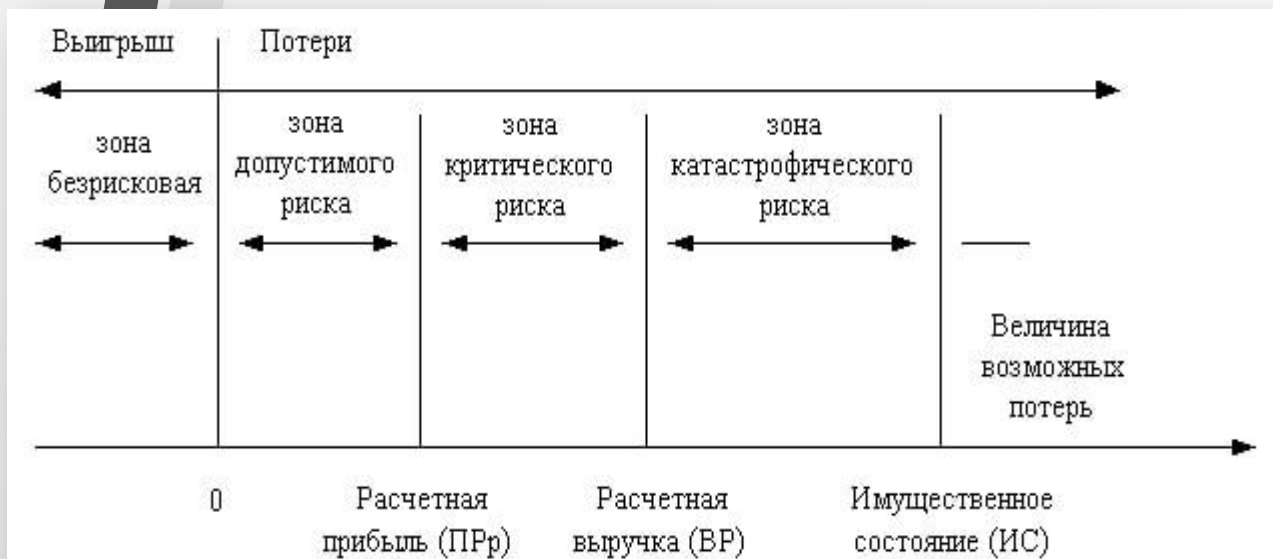 Выигрыш
Потери
зона
безрисковая
зона
допустимого
риска
зона
критического
риска
зона
катастрофического
риска
Величина
возможных
потерь
0
Расчетная
прибыль (ПРр)
Расчетная
выручка (ВР)
Имущественное
состояние (ИС)